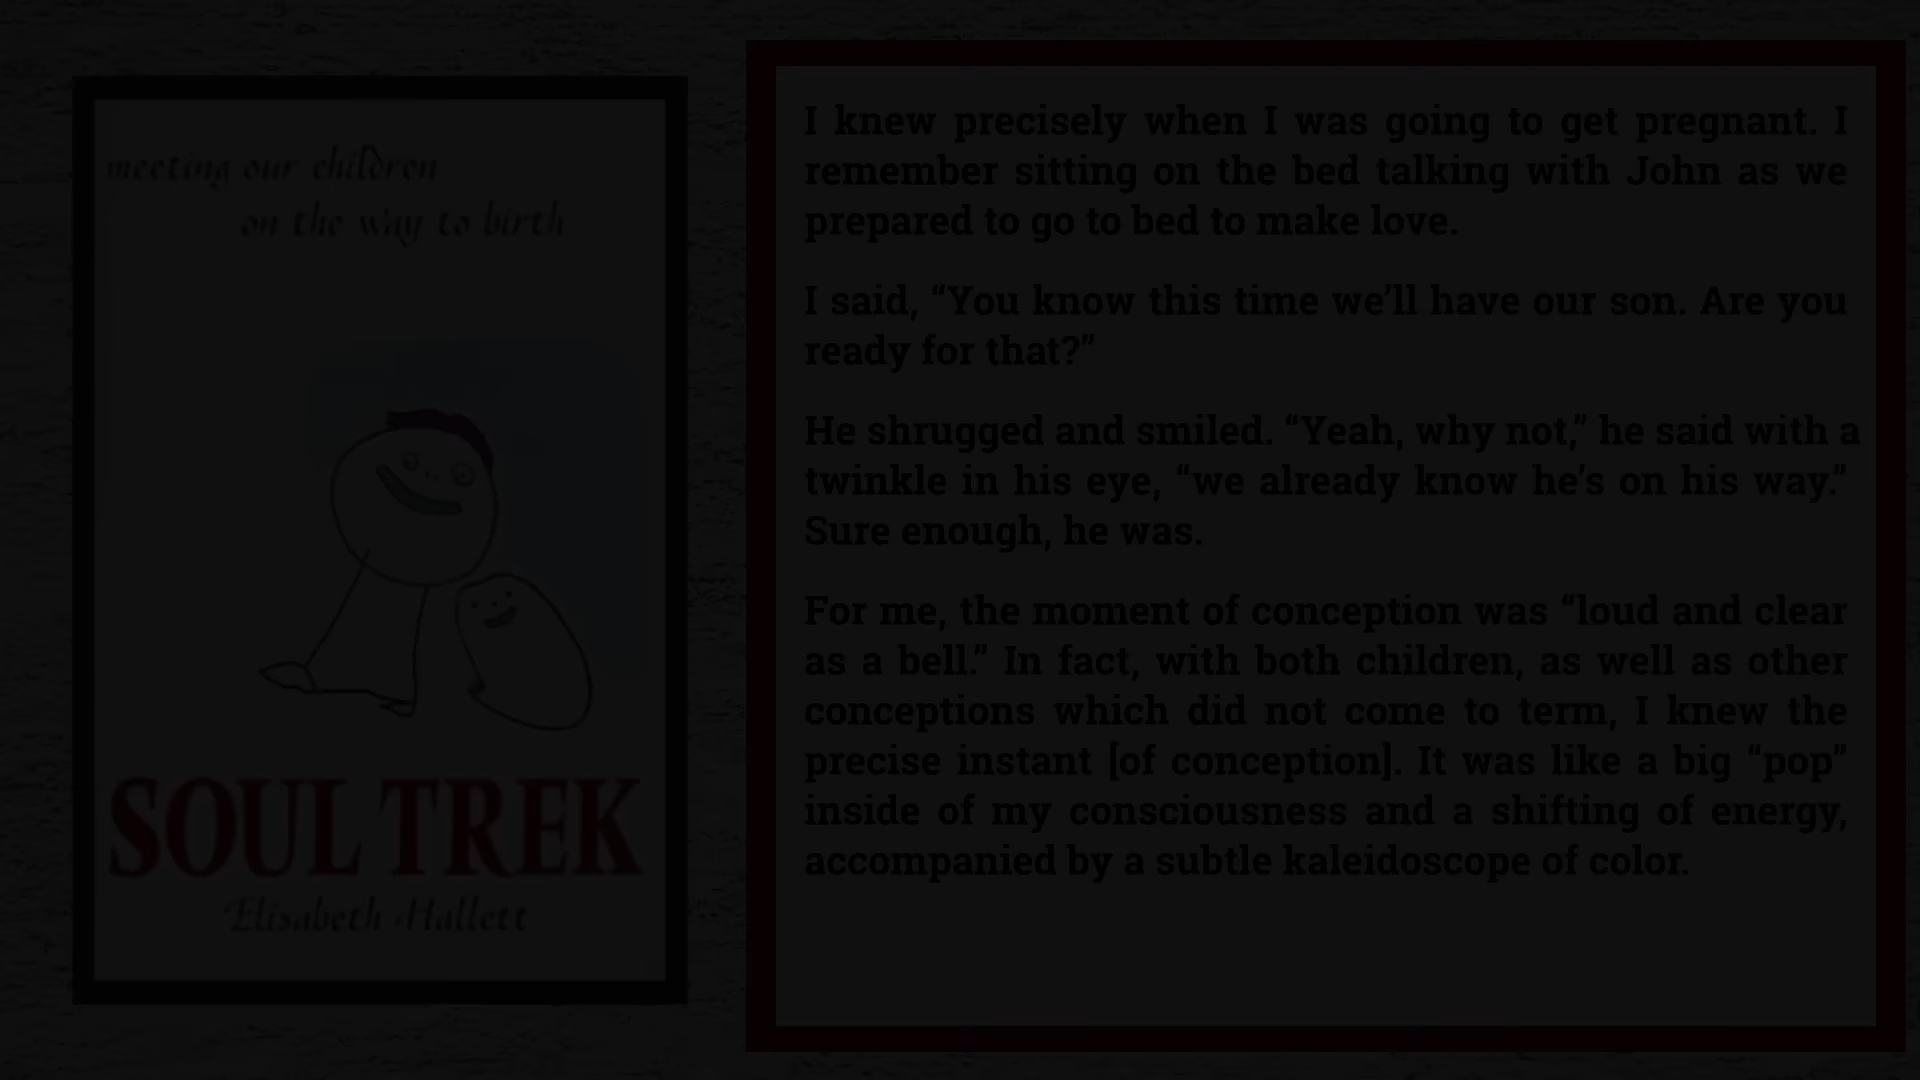 meeting our children
on the way to birth
SOUL TREK
Elisabeth Hallett
I knew precisely when I was going to get pregnant. I
remember sitting on the bed talking with John as we
prepared to go to bed to make love.
I said, “You know this time we’ll have our son. Are you
ready for that?”
He shrugged and smiled. “Yeah, why not,” he said with a
twinkle in his eye, “we already know he’s on his way.”
Sure enough, he was.
For me, the moment of conception was “loud and clear
as a bell.” In fact, with both children, as well as other
conceptions which did not come to term, I knew the
precise instant [of conception]. It was like a big “pop”
inside of my consciousness and a shifting of energy,
accompanied by a subtle kaleidoscope of color.